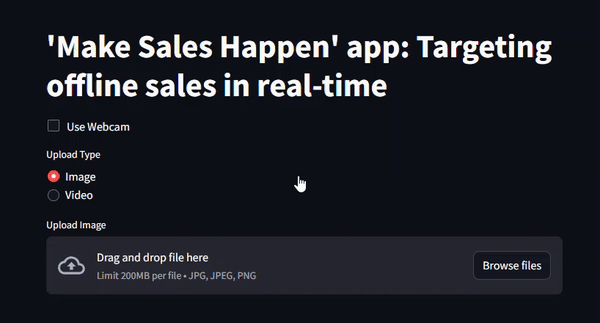 'Make Sales Happen' app: Targeting
offline sales in real-time
Use Webcam
Upload Type
Image
Video
Upload Image
Drag and drop file here
Limit 200MB per file • JPG, JPEG, PNG
Browse files